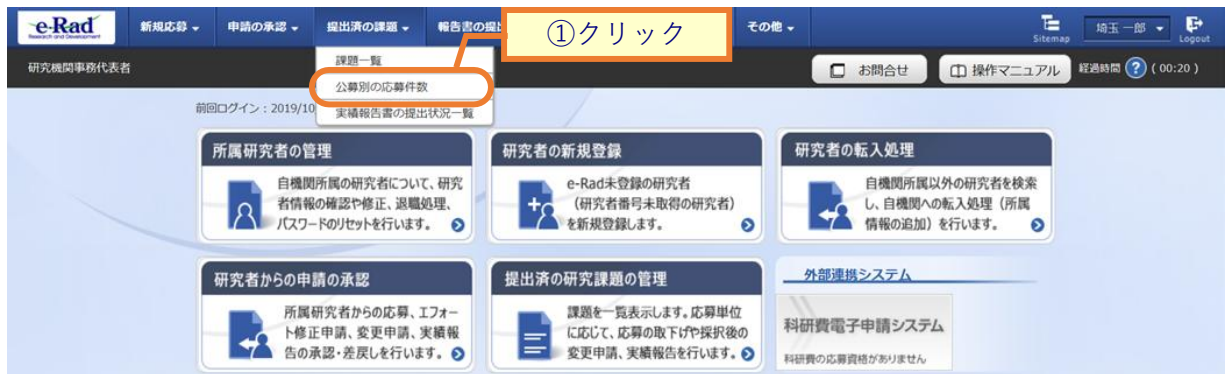 e-Rad 新規応募 申請の承認 提出済の課題 報告書の提出 ①クリック その他 Sitemap 埼玉 一郎 Logout
Research and Development
研究機関事務代表者 お問合せ 操作マニュアル 経過時間 ? ( 00:20 )
課題一覧
公募別の応募件数
実績報告書の提出状況一覧
前回ログイン：2019/10
所属研究者の管理
自機関所属の研究者について、研究
者情報の確認や修正、退職処理、
パスワードのリセットを行います。
研究者の新規登録
e-Rad未登録の研究者
（研究者番号未取得の研究者）
を新規登録します。
研究者の転入処理
自機関所属以外の研究者を検索
し、自機関への転入処理（所属
情報の追加）を行います。
研究者からの申請の承認
所属研究者からの応募、エフォー
ト修正申請、変更申請、実績報
告の承認・差戻しを行います。
提出済の研究課題の管理
課題を一覧表示します。応募単位
に応じて、応募の取下げや採択後の
変更申請、実績報告を行います。
外部連携システム
科研費電子申請システム
科研費の応募資格がありません